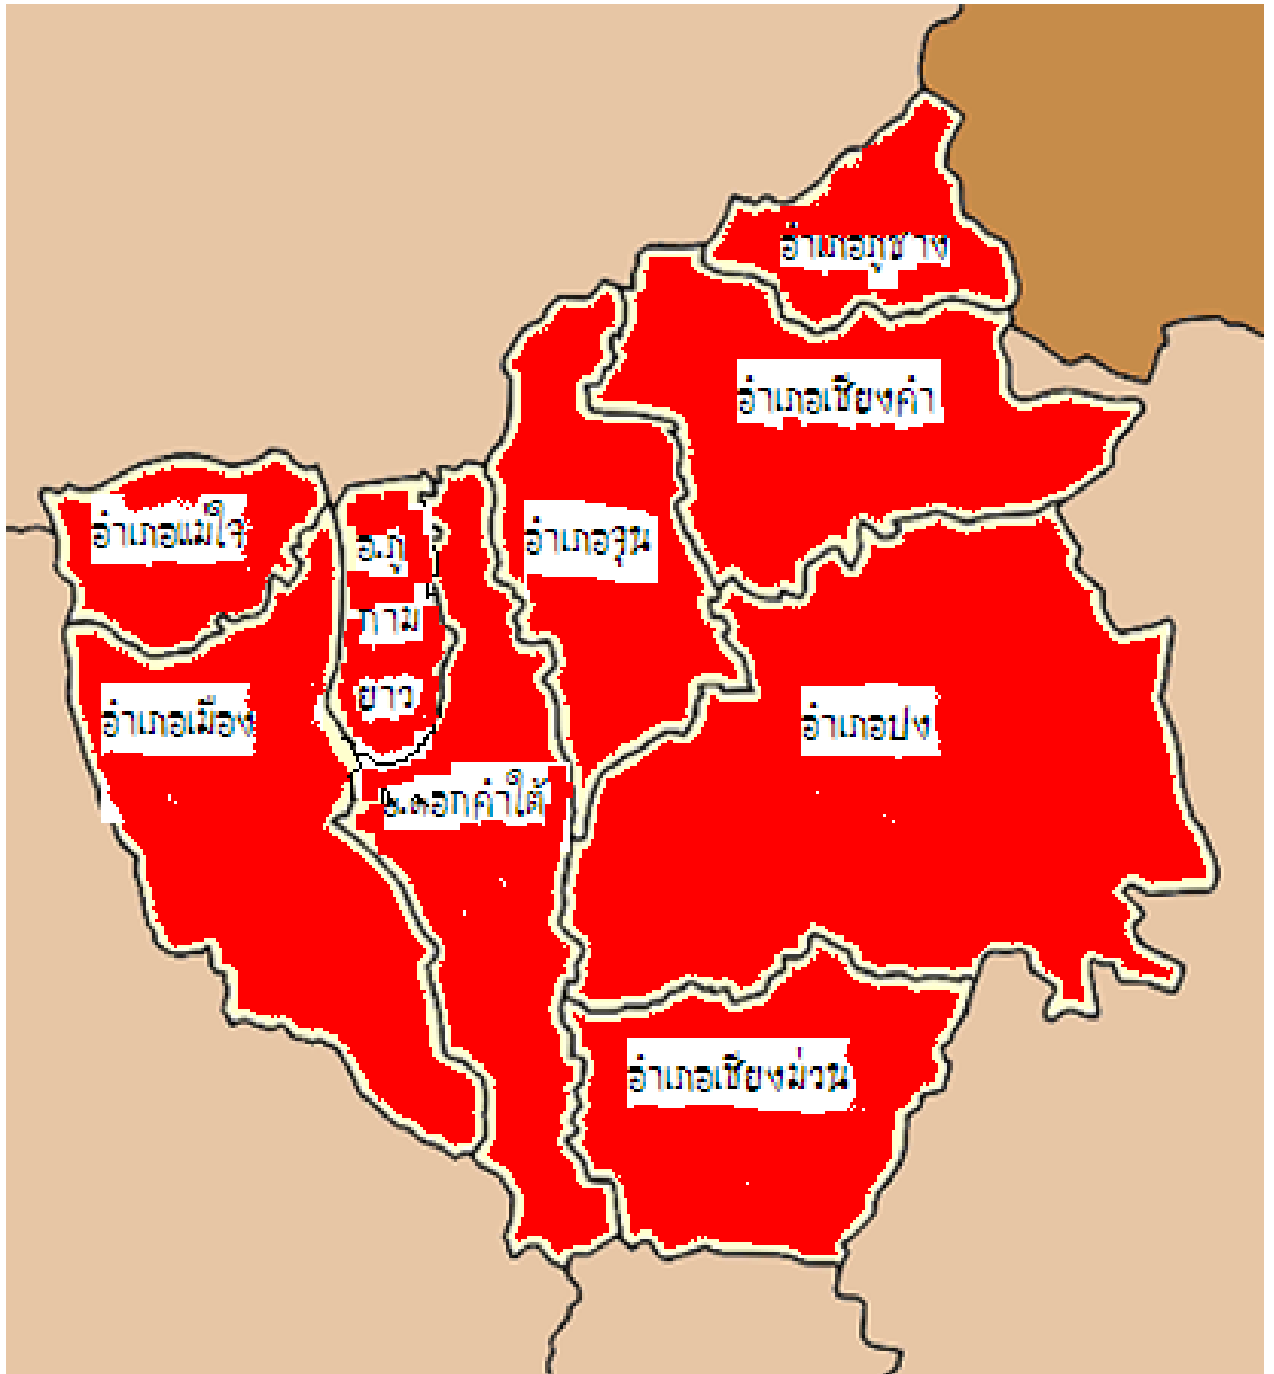 อำเภอภูซาง
อำเภอเชียงคำ
อำเภอแม่ใจ
อ.ภู
กาม
ยาว
อำเภอจุน
อำเภอเมือง
อำเภอปง
อ.ดอกคำใต้
อำเภอเชียงม่วน